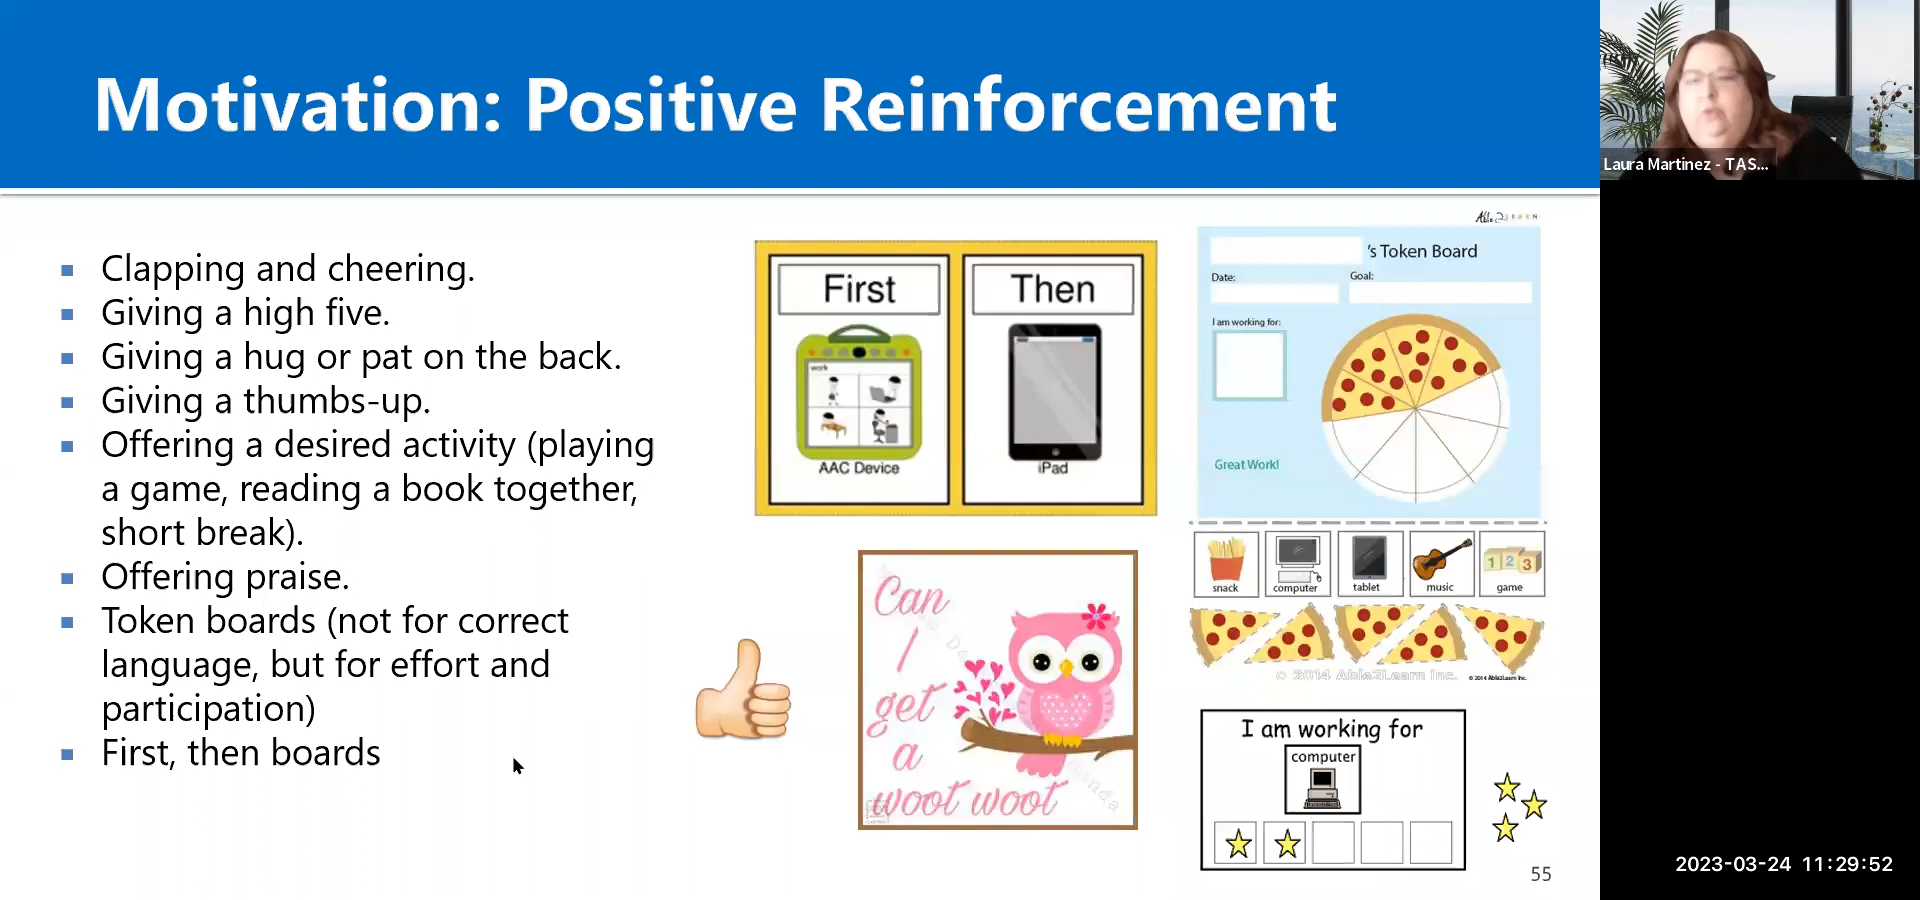 Motivation: Positive Reinforcement
Laura Martinez - TAS...
▪ Clapping and cheering.
▪ Giving a high five.
▪ Giving a hug or pat on the back.
▪ Giving a thumbs-up.
▪ Offering a desired activity (playing
a game, reading a book together,
short break).
▪ Offering praise.
▪ Token boards (not for correct
language, but for effort and
participation)
▪ First, then boards
First
Then
work
AAC Device
iPad
Can
I
get
a
woot woot
's Token Board
Date:
Goal:
I am working for:
Great Work!
snack
computer
tablet
music
1 2 3
game
© 2014 Able2Learn Inc.
© 2014 Able2Learn Inc.
I am working for
computer
55
2023-03-24 11:29:52